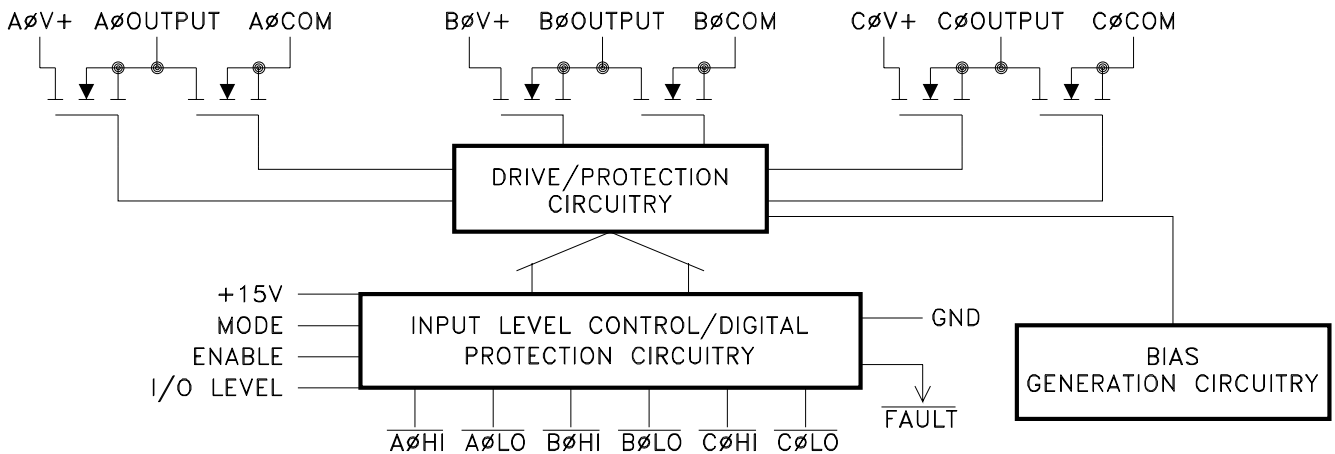 AøV+ AøOUTPUT AøCOM BøV+ BøOUTPUT BøCOM CøV+ CøOUTPUT CøCOM
DRIVE/PROTECTION
CIRCUITRY
+15V
MODE
ENABLE
I/O LEVEL
INPUT LEVEL CONTROL/DIGITAL
PROTECTION CIRCUITRY
GND
FAULT
BIAS
GENERATION CIRCUITRY
AøHI AøLO BøHI BøLO CøHI CøLO